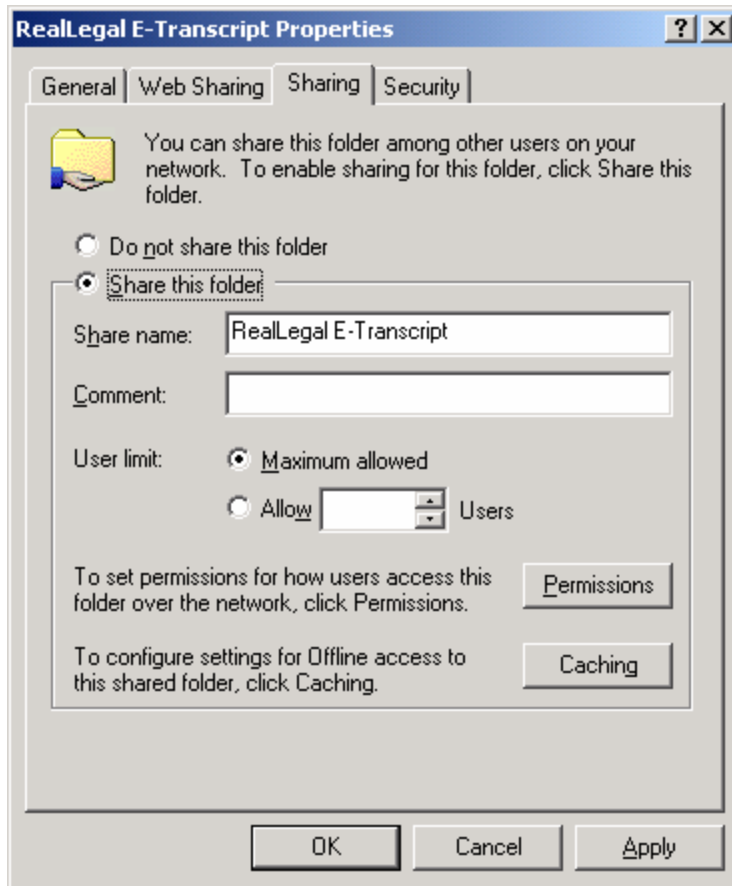 RealLegal E-Transcript Properties
General Web Sharing Sharing Security
You can share this folder among other users on your
network. To enable sharing for this folder, click Share this
folder.
Do not share this folder
Share this folder
Share name: RealLegal E-Transcript
Comment:
User limit: Maximum allowed
Allow Users
To set permissions for how users access this
folder over the network, click Permissions.
Permissions
To configure settings for Offline access to
this shared folder, click Caching.
Caching
OK Cancel Apply